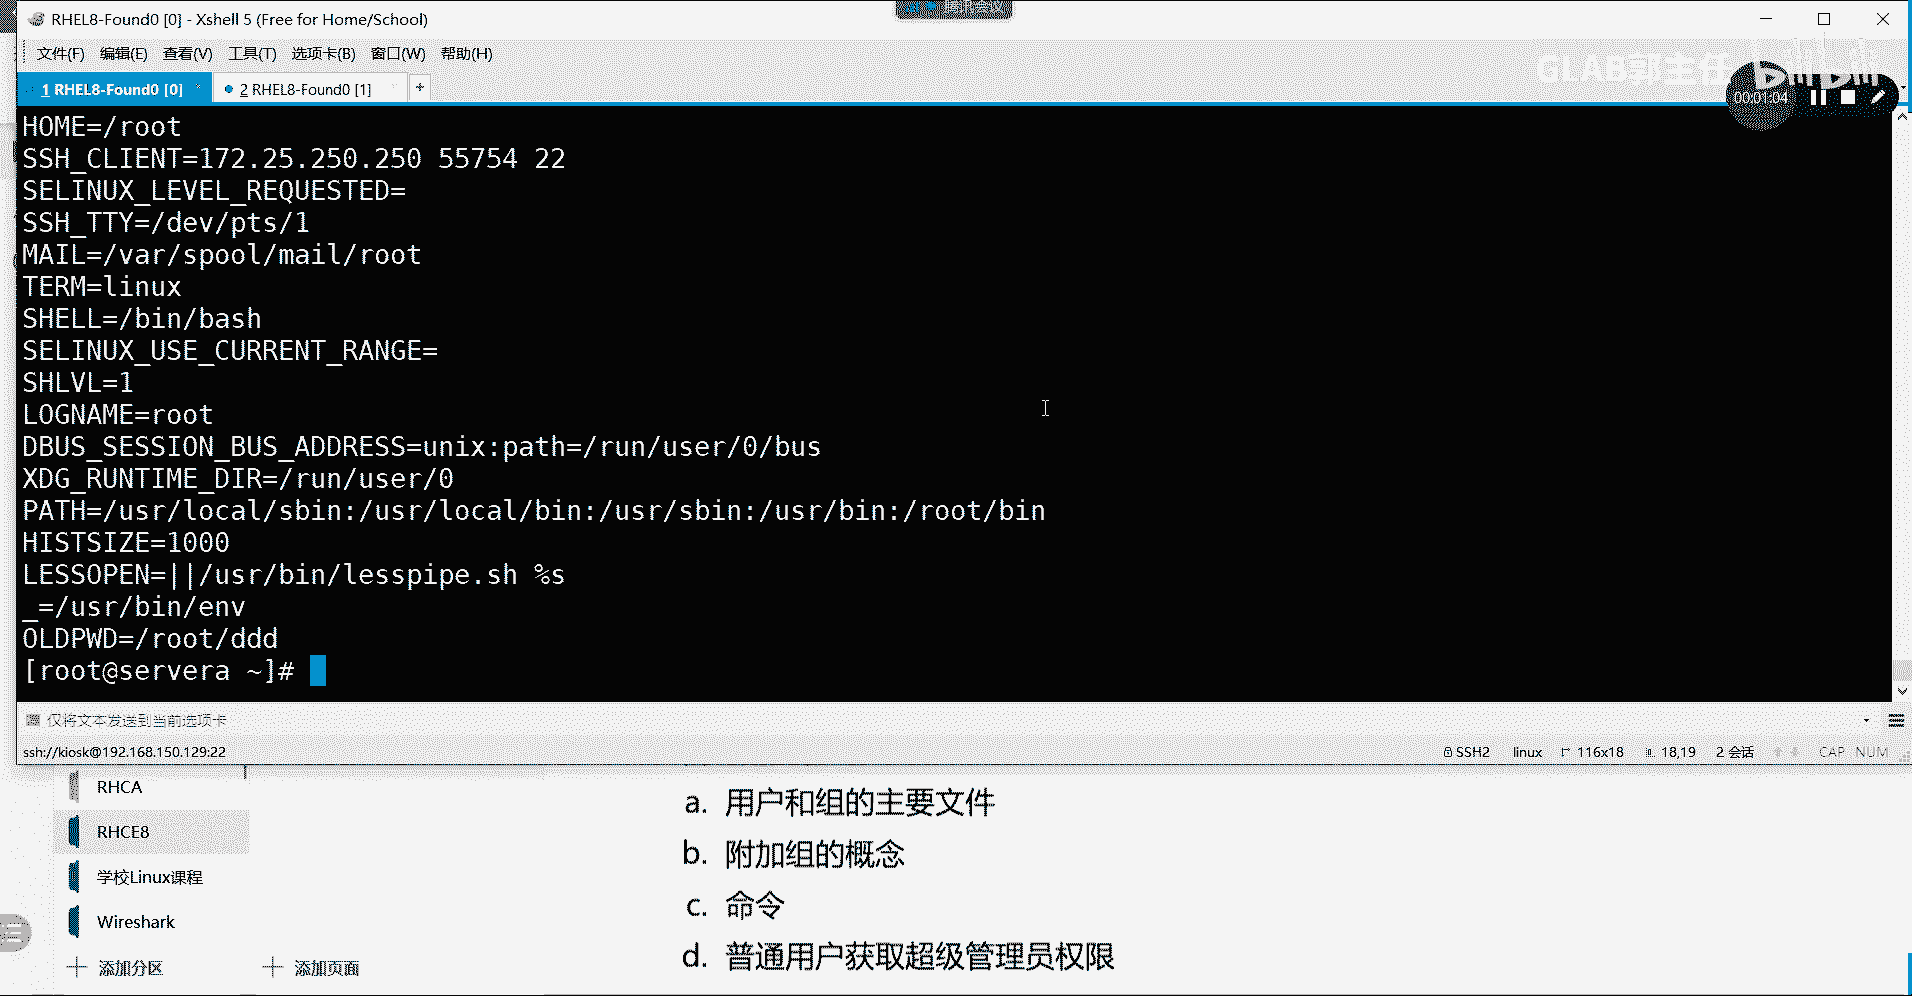 腾讯会议
RHEL8-Found0 [0] - Xshell 5 (Free for Home/School)
文件(F) 编辑(E) 查看(V) 工具(T) 选项卡(B) 窗口(W) 帮助(H)
GLAB郭主任 bilibili
1 RHEL8-Found0 [0] 2 RHEL8-Found0 [1] +
00:01:04
HOME=/root
SSH_CLIENT=172.25.250.250 55754 22
SELINUX_LEVEL_REQUESTED=
SSH_TTY=/dev/pts/1
MAIL=/var/spool/mail/root
TERM=linux
SHELL=/bin/bash
SELINUX_USE_CURRENT_RANGE=
SHLVL=1
LOGNAME=root
DBUS_SESSION_BUS_ADDRESS=unix:path=/run/user/0/bus
XDG_RUNTIME_DIR=/run/user/0
PATH=/usr/local/sbin:/usr/local/bin:/usr/sbin:/usr/bin:/root/bin
HISTSIZE=1000
LESSOPEN=||/usr/bin/lesspipe.sh %s
_=/usr/bin/env
OLDPWD=/root/ddd
[root@servera ~]#
仅将文本发送到当前选项卡
ssh://kiosk@192.168.150.129:22 SSH2 linux 116x18 18,19 2 会话 CAP NUM
RHCA
RHCE8
学校Linux课程
Wireshark
添加分区 添加页面
a. 用户和组的主要文件
b. 附加组的概念
c. 命令
d. 普通用户获取超级管理员权限